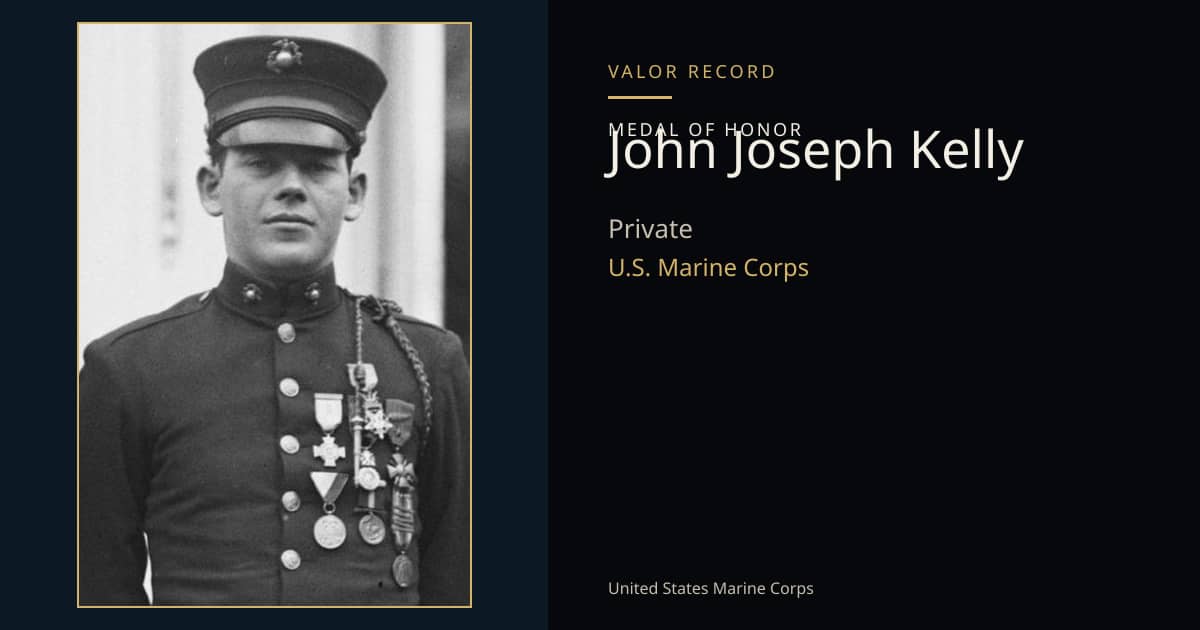 VALOR RECORD
MEDAL OF HONOR
John Joseph Kelly
Private
U.S. Marine Corps
United States Marine Corps